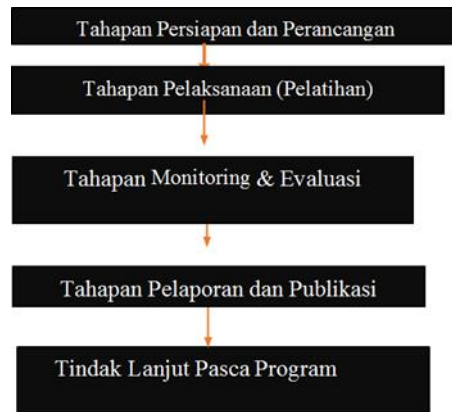 Tahapan Persiapan dan Perancangan
Tahapan Pelaksanaan (Pelatihan)
Tahapan Monitoring & Evaluasi
Tahapan Pelaporan dan Publikasi
Tindak Lanjut Pasca Program